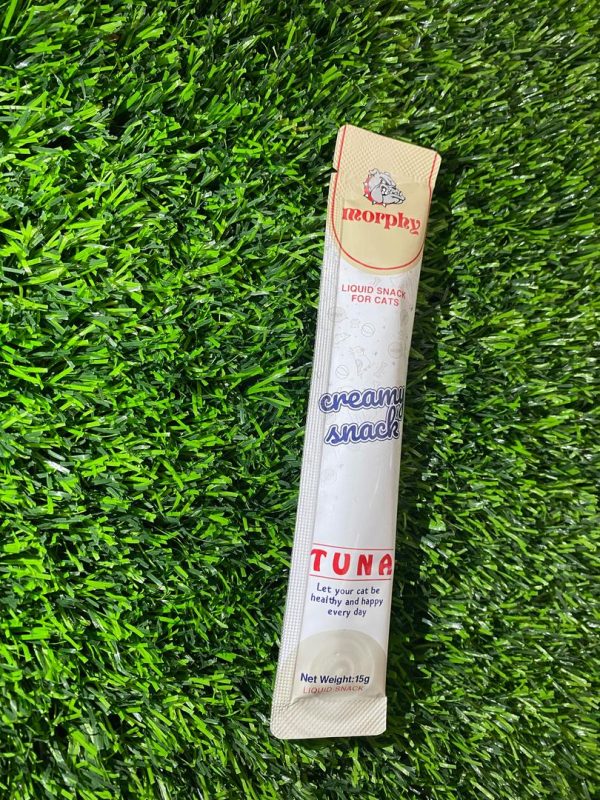 morphy
LIQUID SNACK
FOR CATS
creamy
snack
TUNA
Let your cat be
healthy and happy
every day
Net Weight:15g
LIQUID SNACK